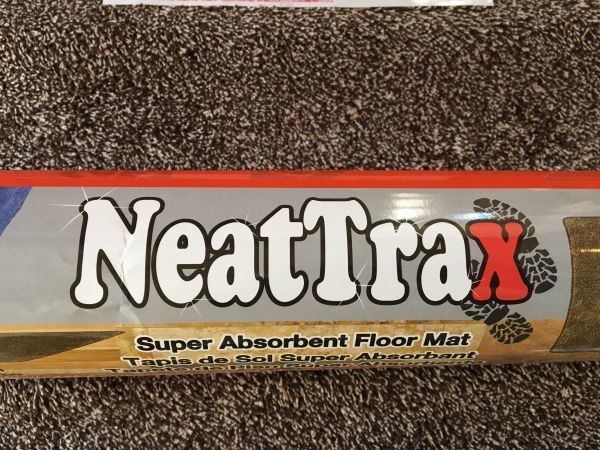 NeatTrax
Super Absorbent Floor Mat
Tapis de Sol Super Absorbant